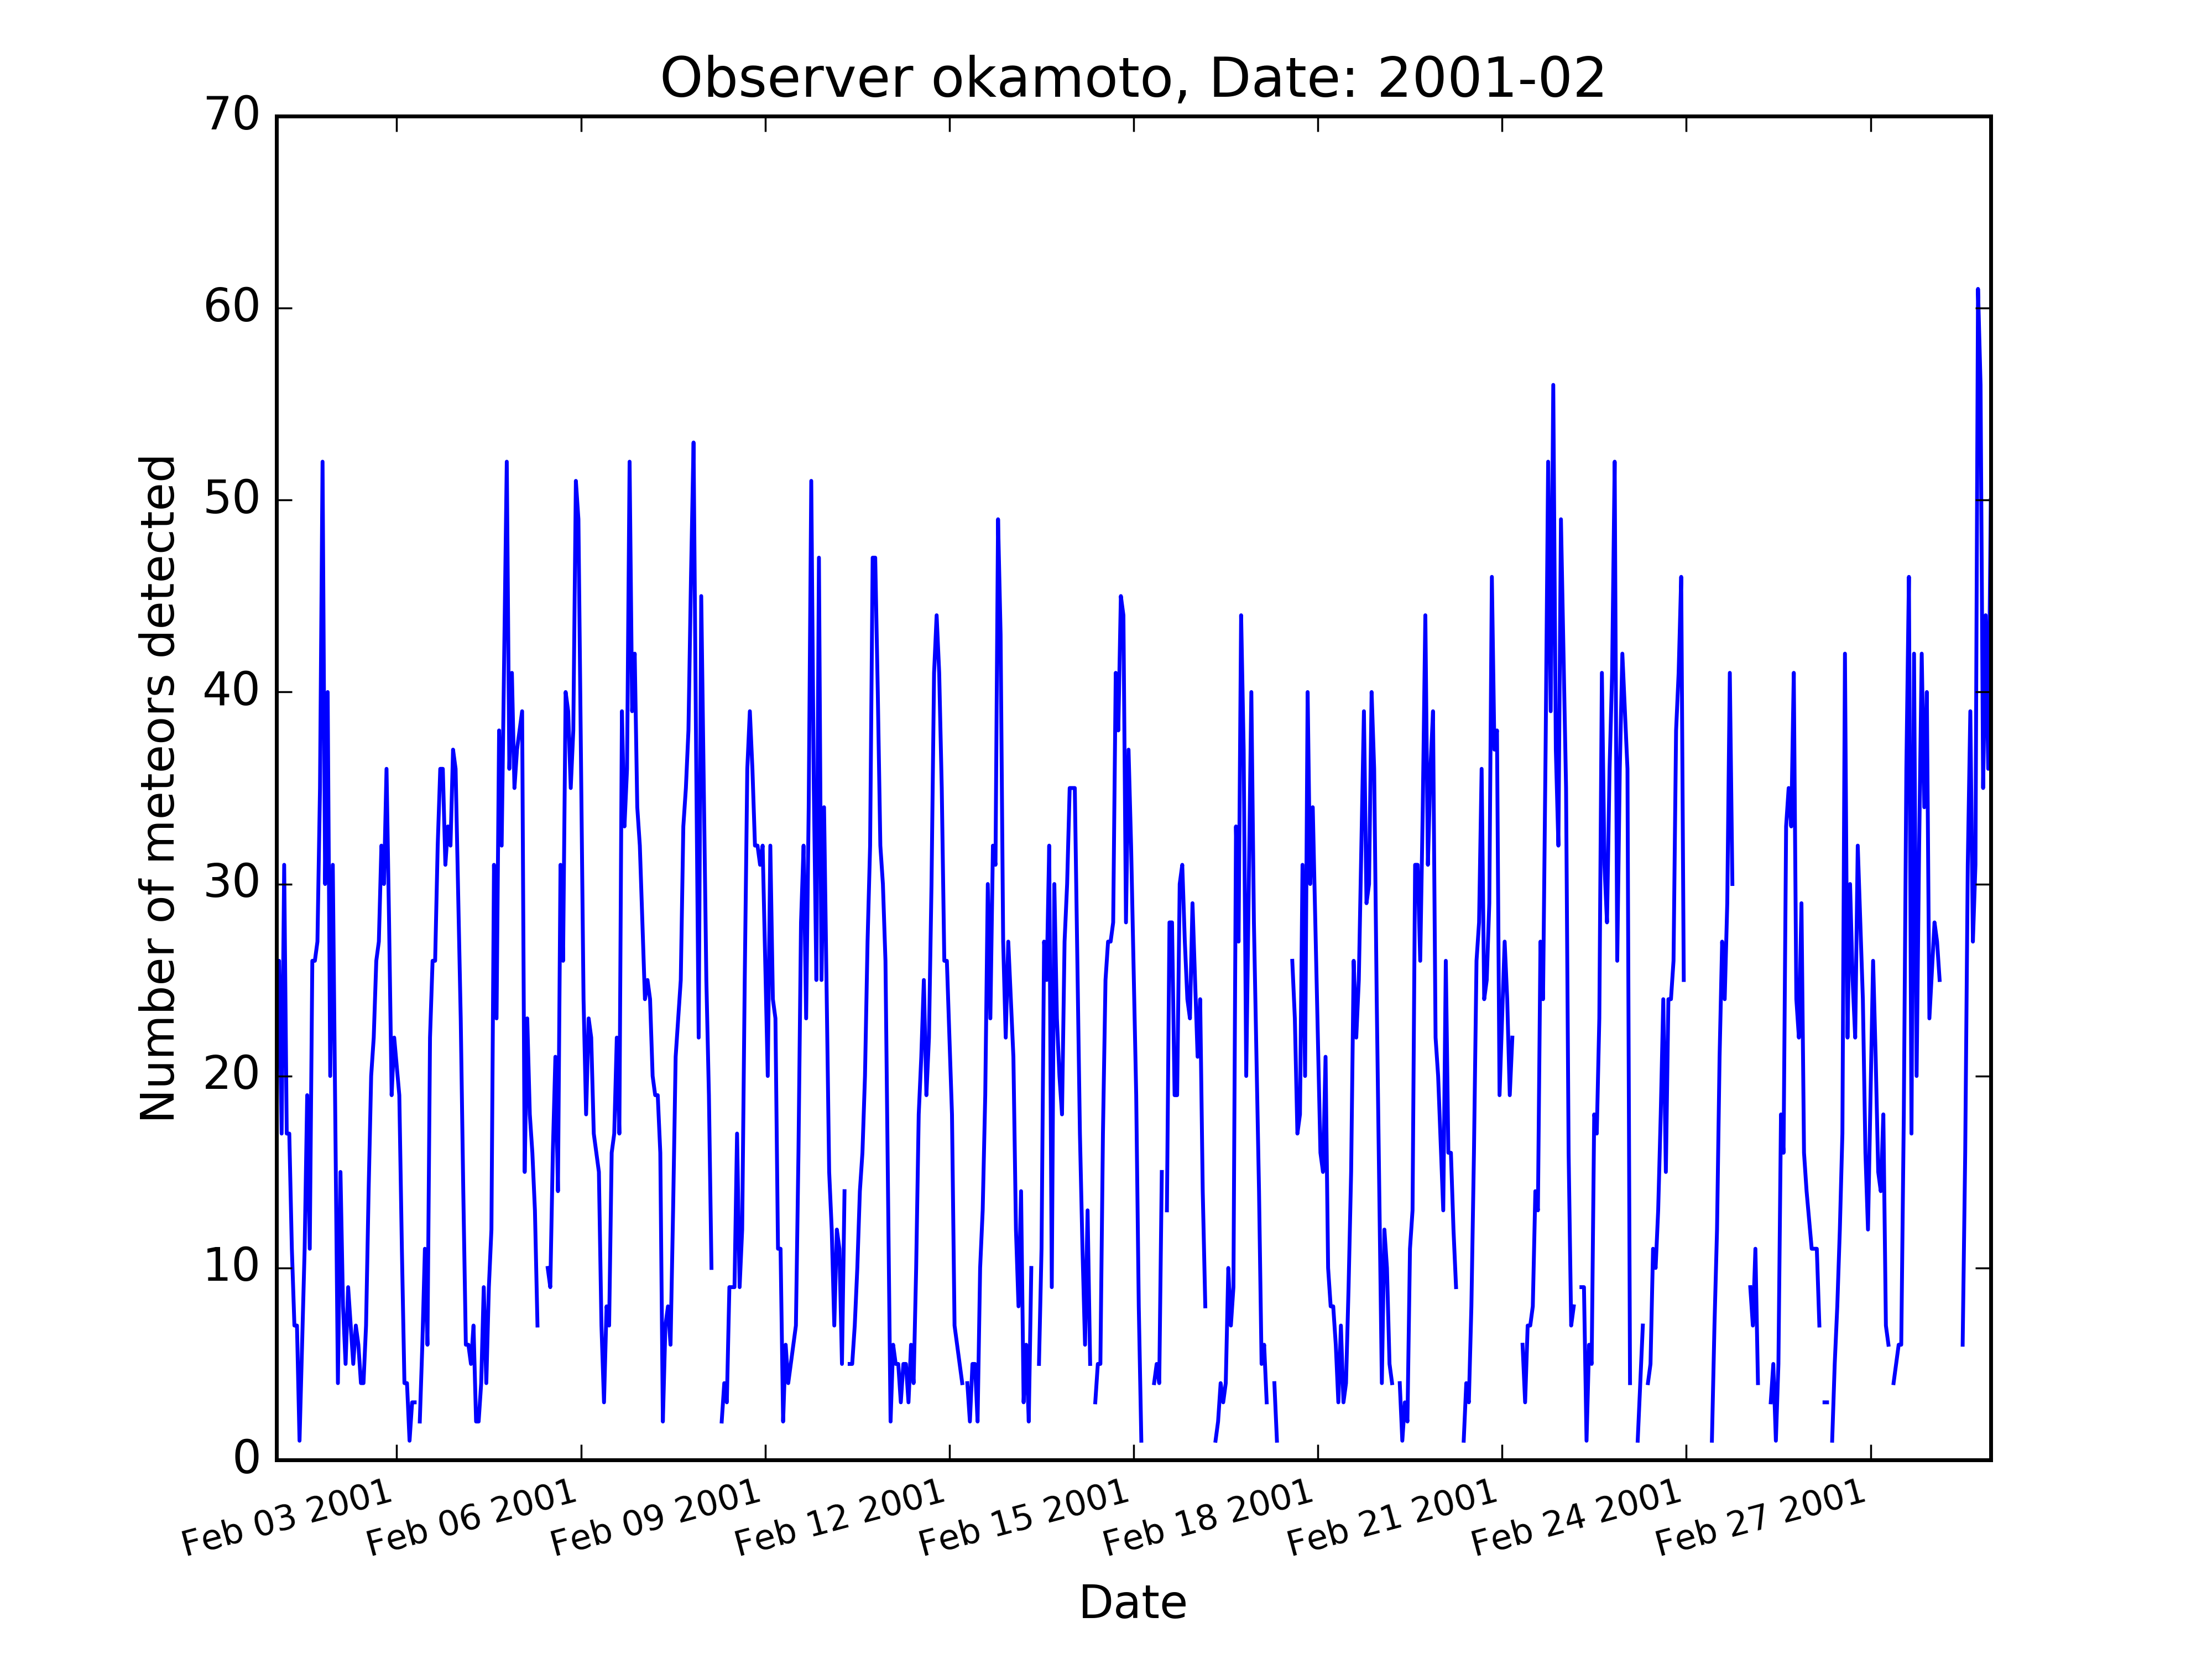 Observer okamoto, Date: 2001-02
70
60
50
40
30
20
10
0
Number of meteors detected
Feb 03 2001
Feb 06 2001
Feb 09 2001
Feb 12 2001
Feb 15 2001
Feb 18 2001
Feb 21 2001
Feb 24 2001
Feb 27 2001
Date